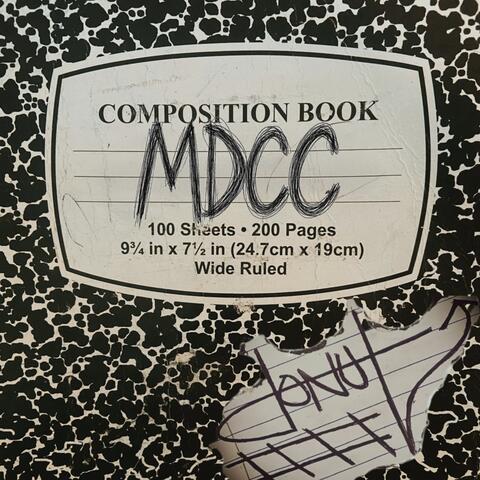 COMPOSITION BOOK
MDCC
100 Sheets • 200 Pages
9¾ in x 7½ in (24.7cm x 19cm)
Wide Ruled